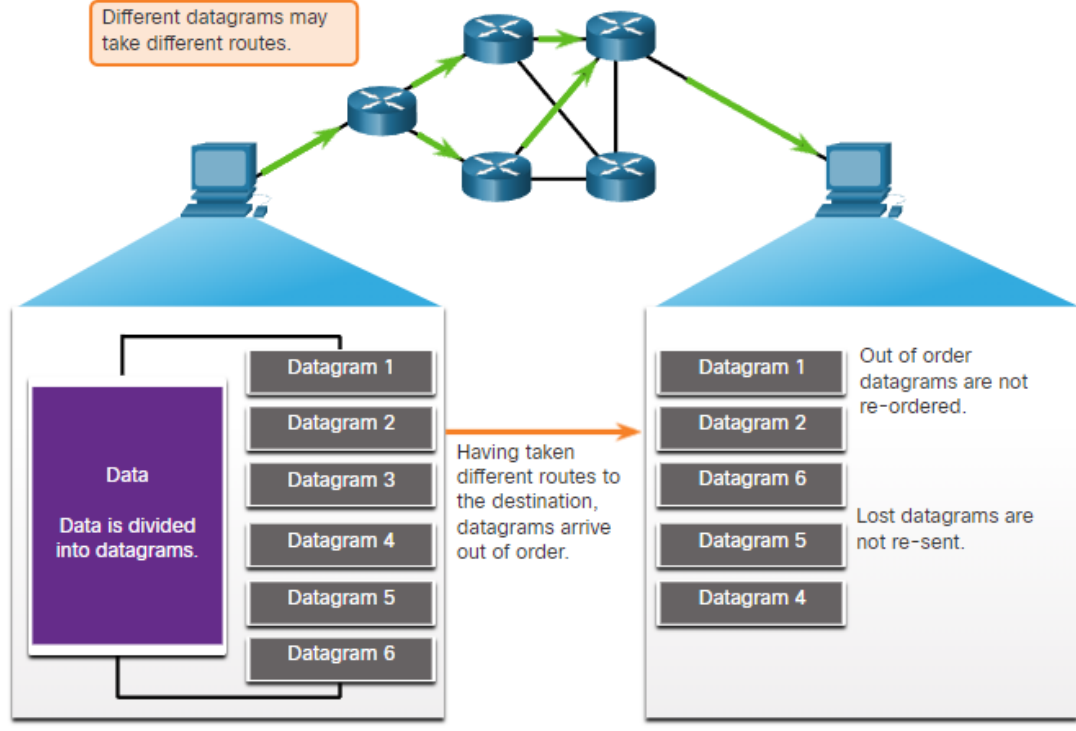 Different datagrams may
take different routes.
Data
Data is divided
into datagrams.
Datagram 1
Datagram 2
Datagram 3
Datagram 4
Datagram 5
Datagram 6
Having taken
different routes to
the destination,
datagrams arrive
out of order.
Datagram 1
Datagram 2
Datagram 6
Datagram 5
Datagram 4
Out of order
datagrams are not
re-ordered.
Lost datagrams are
not re-sent.